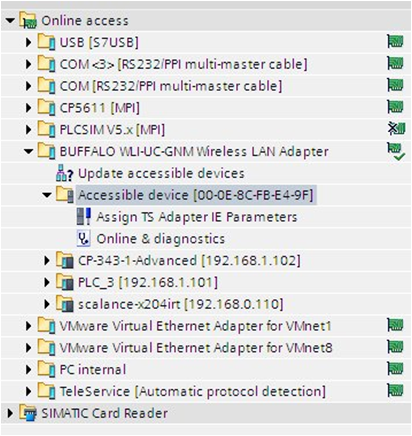 Online access
USB [S7USB]
COM <3> [RS232/PPI multi-master cable]
COM [RS232/PPI multi-master cable]
CP5611 [MPI]
PLCSIM V5.x [MPI]
BUFFALO WLI-UC-GNM Wireless LAN Adapter
Update accessible devices
Accessible device [00-0E-8C-FB-E4-9F]
Assign TS Adapter IE Parameters
Online & diagnostics
CP-343-1-Advanced [192.168.1.102]
PLC_3 [192.168.1.101]
scalance-x204irt [192.168.0.110]
VMware Virtual Ethernet Adapter for VMnet1
VMware Virtual Ethernet Adapter for VMnet8
PC internal
TeleService [Automatic protocol detection]
SIMATIC Card Reader